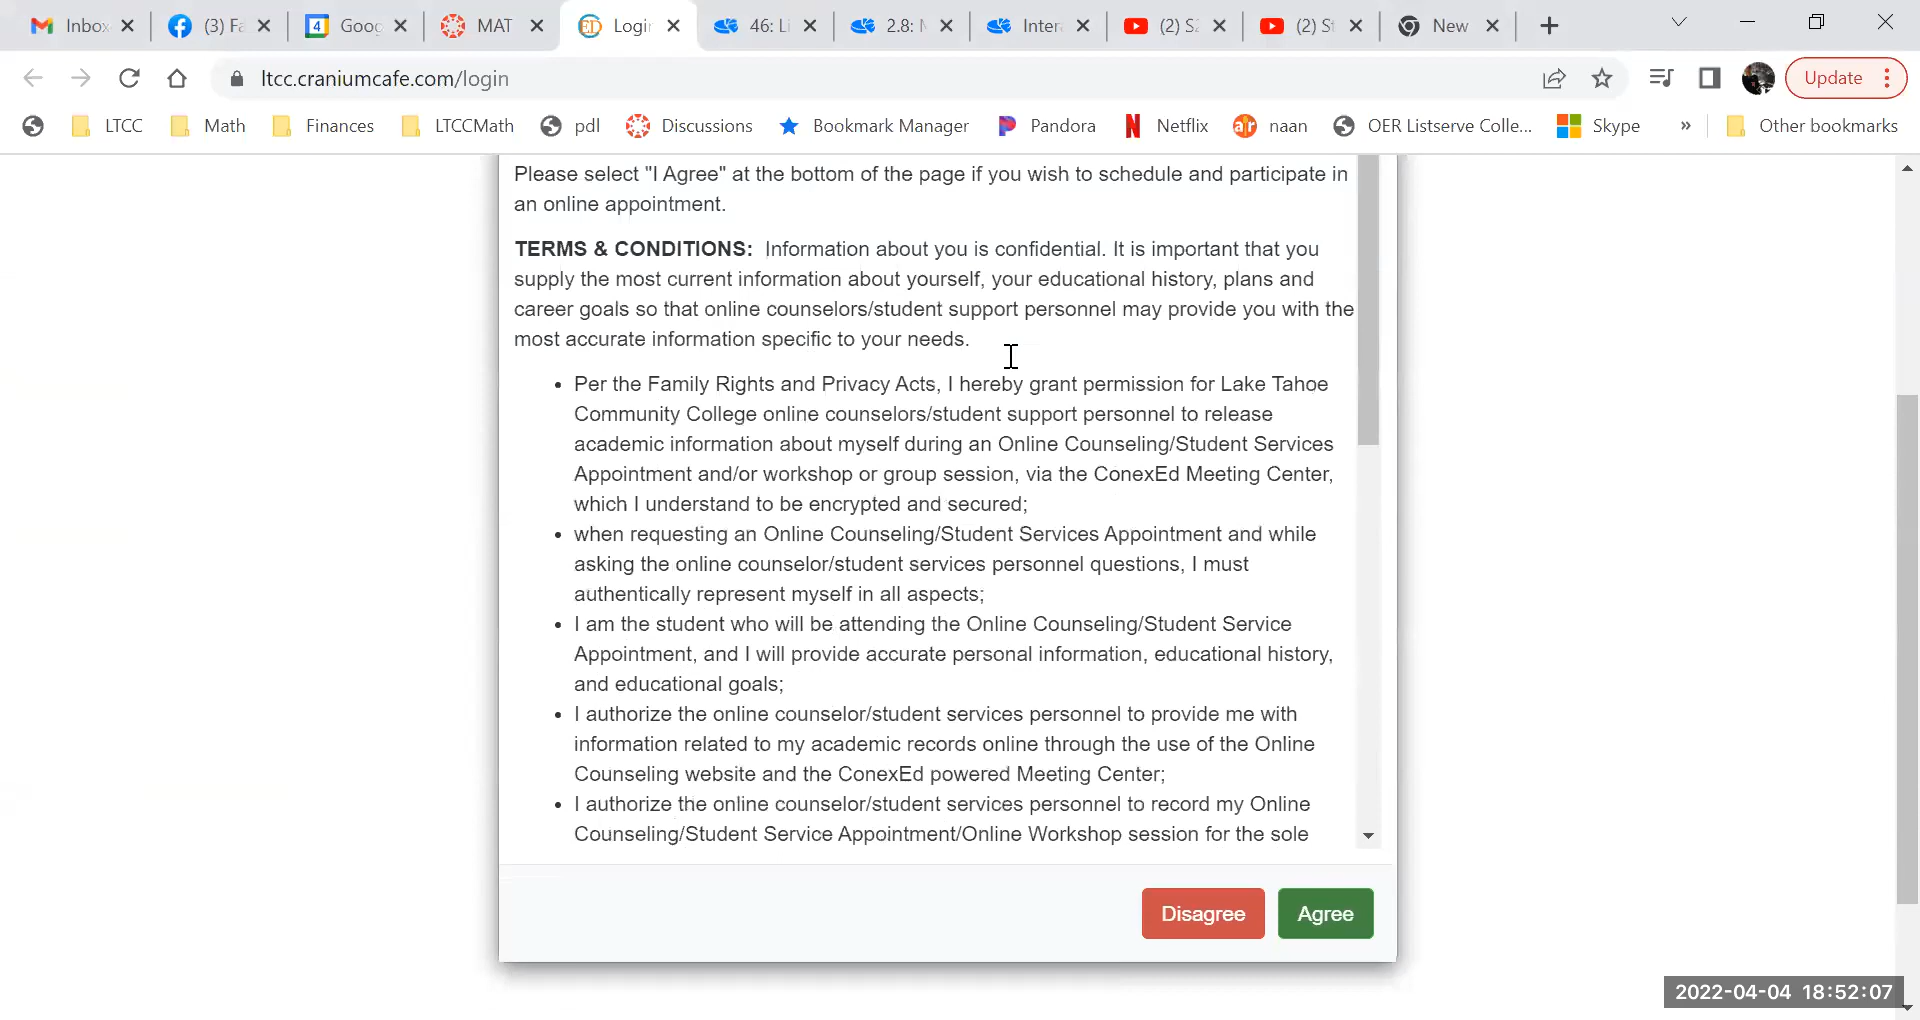 Inbox
(3) Fa
4
Goog
MAT
ED
Login
46: Li
2.8: N
Inter
(2) S2
(2) St
New
ltcc.craniumcafe.com/login
Update
LTCC
Math
Finances
LTCCMath
pdl
Discussions
Bookmark Manager
Pandora
Netflix
naan
OER Listserve Colle...
Skype
»
Other bookmarks
Please select "I Agree" at the bottom of the page if you wish to schedule and participate in
an online appointment.
TERMS & CONDITIONS: Information about you is confidential. It is important that you
supply the most current information about yourself, your educational history, plans and
career goals so that online counselors/student support personnel may provide you with the
most accurate information specific to your needs.
• Per the Family Rights and Privacy Acts, I hereby grant permission for Lake Tahoe
Community College online counselors/student support personnel to release
academic information about myself during an Online Counseling/Student Services
Appointment and/or workshop or group session, via the ConexEd Meeting Center,
which I understand to be encrypted and secured;
• when requesting an Online Counseling/Student Services Appointment and while
asking the online counselor/student services personnel questions, I must
authentically represent myself in all aspects;
• I am the student who will be attending the Online Counseling/Student Service
Appointment, and I will provide accurate personal information, educational history,
and educational goals;
• I authorize the online counselor/student services personnel to provide me with
information related to my academic records online through the use of the Online
Counseling website and the ConexEd powered Meeting Center;
• I authorize the online counselor/student services personnel to record my Online
Counseling/Student Service Appointment/Online Workshop session for the sole
Disagree
Agree
2022-04-04 18:52:07